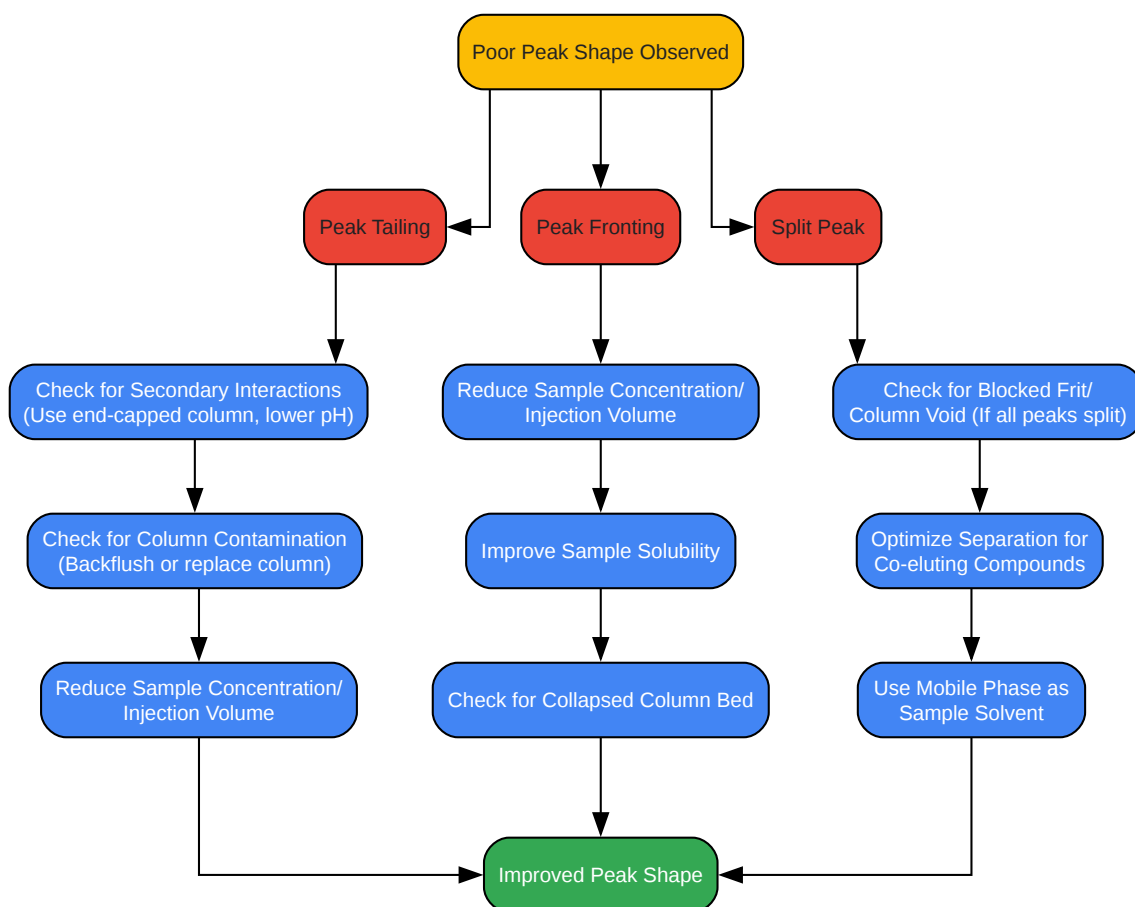 Poor Peak Shape Observed
Peak Tailing
Peak Fronting
Split Peak
Check for Secondary Interactions
(Use end-capped column, lower pH)
Reduce Sample Concentration/
Injection Volume
Check for Blocked Frit/
Column Void (If all peaks split)
Check for Column Contamination
(Backflush or replace column)
Improve Sample Solubility
Optimize Separation for
Co-eluting Compounds
Reduce Sample Concentration/
Injection Volume
Check for Collapsed Column Bed
Use Mobile Phase as
Sample Solvent
Improved Peak Shape